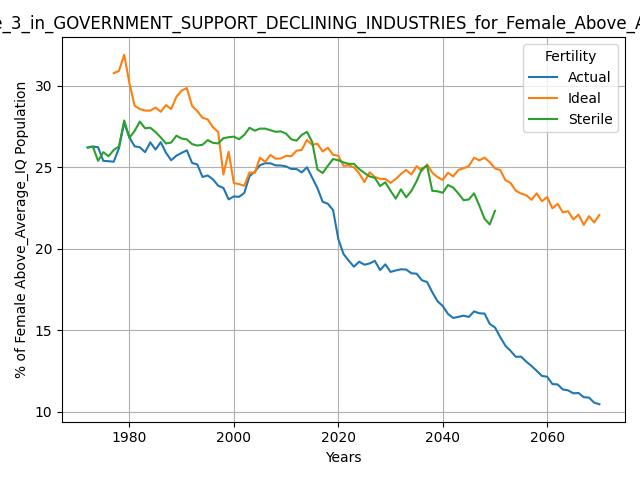 e_3_in_GOVERNMENT_SUPPORT_DECLINING_INDUSTRIES_for_Female_Above_A
Fertility
Actual
Ideal
Sterile
% of Female Above_Average_IQ Population
30
25
20
15
10
1980 2000 2020 2040 2060
Years